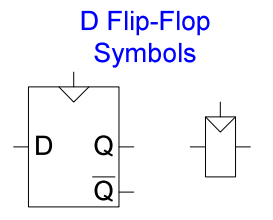 D Flip-Flop
Symbols
D Q
Q̅